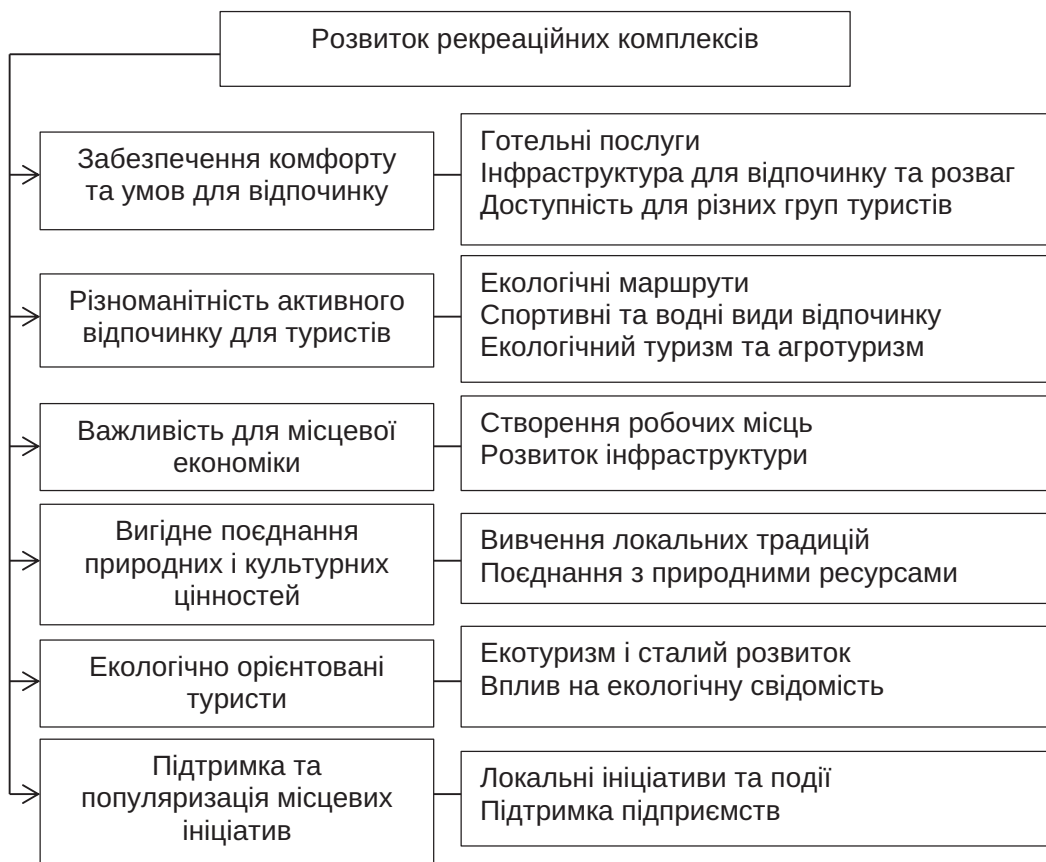 Розвиток рекреаційних комплексів
Забезпечення комфорту
та умов для відпочинку
Готельні послуги
Інфраструктура для відпочинку та розваг
Доступність для різних груп туристів
Різноманітність активного
відпочинку для туристів
Екологічні маршрути
Спортивні та водні види відпочинку
Екологічний туризм та агротуризм
Важливість для місцевої
економіки
Створення робочих місць
Розвиток інфраструктури
Вигідне поєднання
природних і культурних
цінностей
Вивчення локальних традицій
Поєднання з природними ресурсами
Екологічно орієнтовані
туристи
Екотуризм і сталий розвиток
Вплив на екологічну свідомість
Підтримка та
популяризація місцевих
ініціатив
Локальні ініціативи та події
Підтримка підприємств